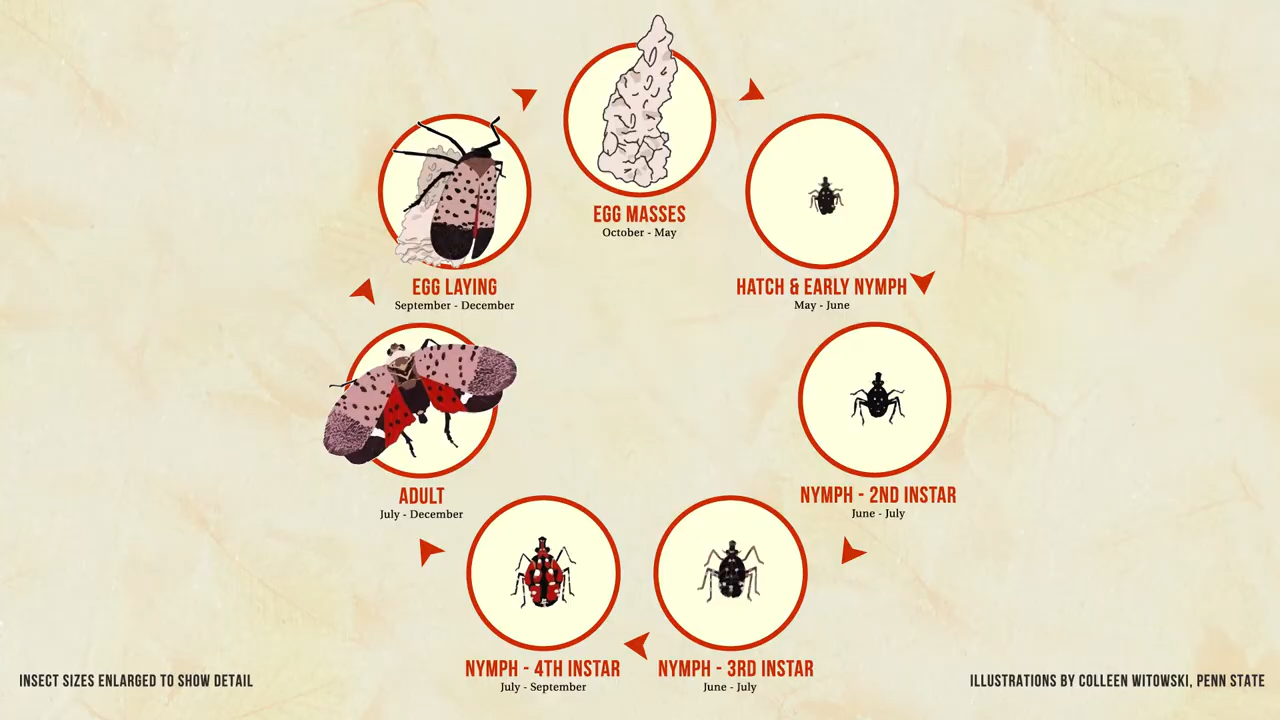 EGG MASSES
October - May
HATCH & EARLY NYMPH
May - June
NYMPH - 2ND INSTAR
June - July
NYMPH - 3RD INSTAR
June - July
NYMPH - 4TH INSTAR
July - September
ADULT
July - December
EGG LAYING
September - December
INSECT SIZES ENLARGED TO SHOW DETAIL
ILLUSTRATIONS BY COLLEEN WITOWSKI, PENN STATE